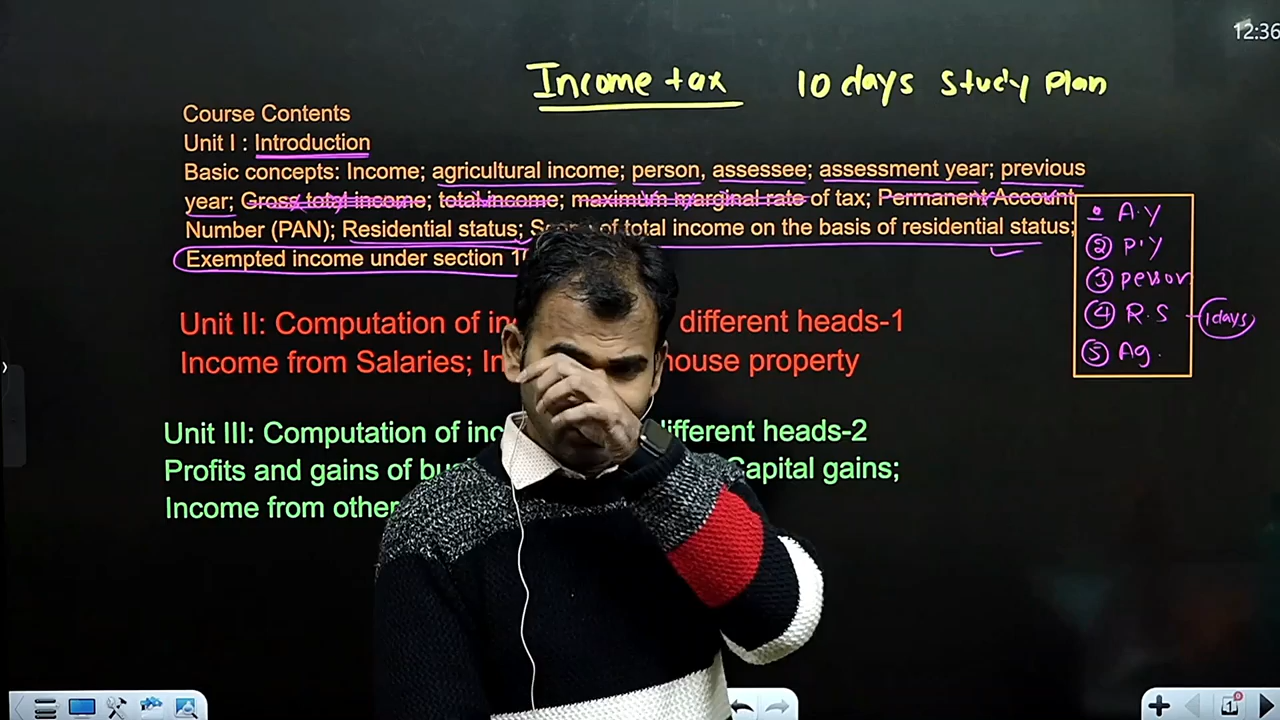 12:36
Income tax 10 days Study Plan
Course Contents
Unit I : Introduction
Basic concepts: Income; agricultural income; person, assessee; assessment year; previous
year; Gross total income; total income; maximum marginal rate of tax; Permanent Account
Number (PAN); Residential status; of total income on the basis of residential status;
Exempted income under section
Unit II: Computation of different heads-1
Income from Salaries; house property
Unit III: Computation of different heads-2
Profits and gains of Capital gains;
Income from other
A.Y
② P.Y
③ person
④ R.S 1days
⑤ Ag.
1